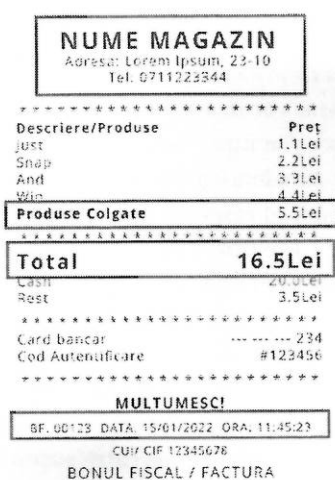 NUME MAGAZIN
Adresa: Lorem Ipsum, 23-10
Tel. 0711223344
* * * * * * * * * * * * * * * * * * * * * * * *
Descriere/Produse Preț
Just 1.1Lei
Snap 2.2Lei
And 3.3Lei
Win 4.4Lei
Produse Colgate 5.5Lei
* * * * * * * * * * * * * * * * * * * * * * * *
Total 16.5Lei
Cash 20.0Lei
Rest 3.5Lei
* * * * * * * * * * * * * * * * * * * * * * * *
Card bancar --- --- --- 234
Cod Autentificare #123456
* * * * * * * * * * * * * * * * * * * * * * * *
MULTUMESC!
BF. 00123 DATA. 15/01/2022 ORA. 11:45:23
CUI/ CIF 12345678
BONUL FISCAL / FACTURA